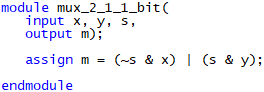 module mux_2_1_1_bit(
input x, y, s,
output m);
assign m = (~s & x) | (s & y);
endmodule